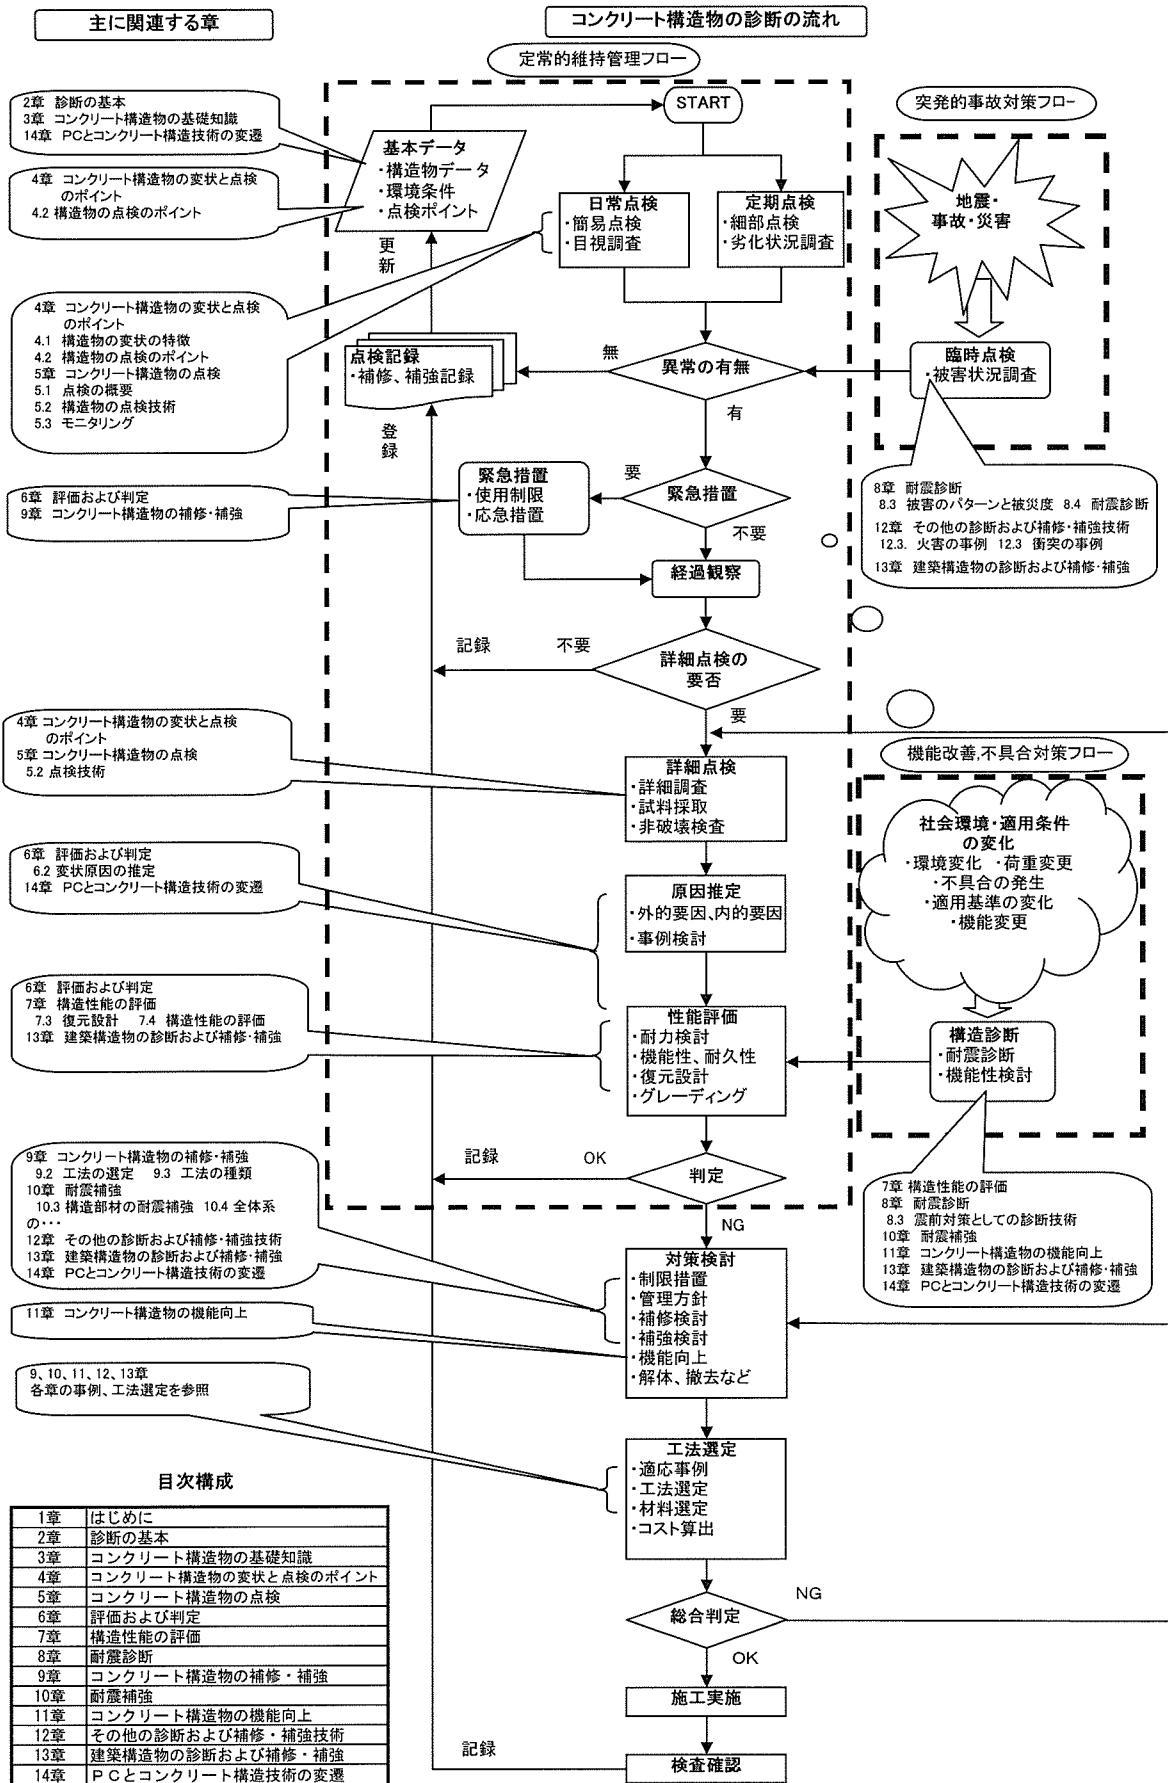 主に関連する章
コンクリート構造物の診断の流れ
定常的維持管理フロー
突発的事故対策フロー
START
2章 診断の基本
3章 コンクリート構造物の基礎知識
14章 PCとコンクリート構造技術の変遷
4章 コンクリート構造物の変状と点検
のポイント
4.2 構造物の点検のポイント
基本データ
・構造物データ
・環境条件
・点検ポイント
更新
日常点検
・簡易点検
・目視調査
定期点検
・細部点検
・劣化状況調査
地震・
事故・災害
4章 コンクリート構造物の変状と点検
のポイント
4.1 構造物の変状の特徴
4.2 構造物の点検のポイント
5章 コンクリート構造物の点検
5.1 点検の概要
5.2 構造物の点検技術
5.3 モニタリング
点検記録
・補修、補強記録
無
異常の有無
有
臨時点検
・被害状況調査
登録
6章 評価および判定
9章 コンクリート構造物の補修・補強
緊急措置
・使用制限
・応急措置
要
緊急措置
不要
経過観察
8章 耐震診断
8.3 被害のパターンと被災度 8.4 耐震診断
12章 その他の診断および補修・補強技術
12.3. 火害の事例 12.3 衝突の事例
13章 建築構造物の診断および補修・補強
記録
不要
詳細点検の
要否
要
4章 コンクリート構造物の変状と点検
のポイント
5章 コンクリート構造物の点検
5.2 点検技術
詳細点検
・詳細調査
・試料採取
・非破壊検査
機能改善,不具合対策フロー
社会環境・適用条件
の変化
・環境変化 ・荷重変更
・不具合の発生
・適用基準の変化
・機能変更
6章 評価および判定
6.2 変状原因の推定
14章 PCとコンクリート構造技術の変遷
原因推定
・外的要因、内的要因
・事例検討
6章 評価および判定
7章 構造性能の評価
7.3 復元設計 7.4 構造性能の評価
13章 建築構造物の診断および補修・補強
性能評価
・耐力検討
・機能性、耐久性
・復元設計
・グレーディング
構造診断
・耐震診断
・機能性検討
記録
OK
判定
NG
9章 コンクリート構造物の補修・補強
9.2 工法の選定 9.3 工法の種類
10章 耐震補強
10.3 構造部材の耐震補強 10.4 全体系
の・・・
12章 その他の診断および補修・補強技術
13章 建築構造物の診断および補修・補強
14章 PCとコンクリート構造技術の変遷
7章 構造性能の評価
8章 耐震診断
8.3 震前対策としての診断技術
10章 耐震補強
11章 コンクリート構造物の機能向上
13章 建築構造物の診断および補修・補強
14章 PCとコンクリート構造技術の変遷
対策検討
・制限措置
・管理方針
・補修検討
・補強検討
・機能向上
・解体、撤去など
11章 コンクリート構造物の機能向上
9、10、11、12、13章
各章の事例、工法選定を参照
工法選定
・適応事例
・工法選定
・材料選定
・コスト算出
総合判定
NG
OK
施工実施
記録
検査確認
目次構成
1章 はじめに
2章 診断の基本
3章 コンクリート構造物の基礎知識
4章 コンクリート構造物の変状と点検のポイント
5章 コンクリート構造物の点検
6章 評価および判定
7章 構造性能の評価
8章 耐震診断
9章 コンクリート構造物の補修・補強
10章 耐震補強
11章 コンクリート構造物の機能向上
12章 その他の診断および補修・補強技術
13章 建築構造物の診断および補修・補強
14章 PCとコンクリート構造技術の変遷